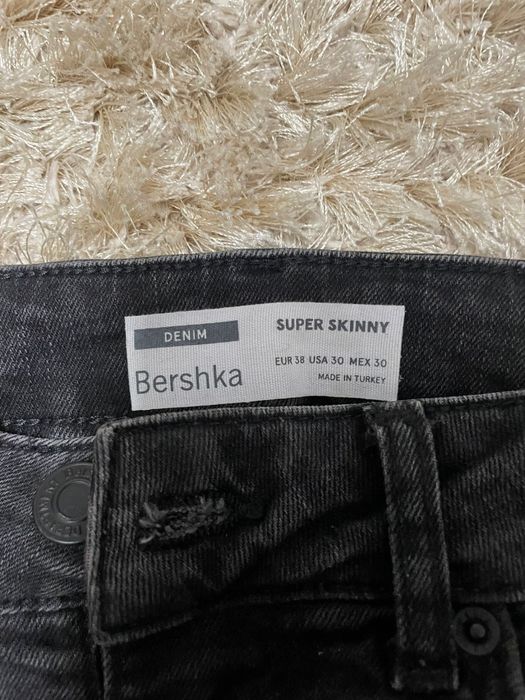 DENIM
Bershka
SUPER SKINNY
EUR 38 USA 30 MEX 30
MADE IN TURKEY